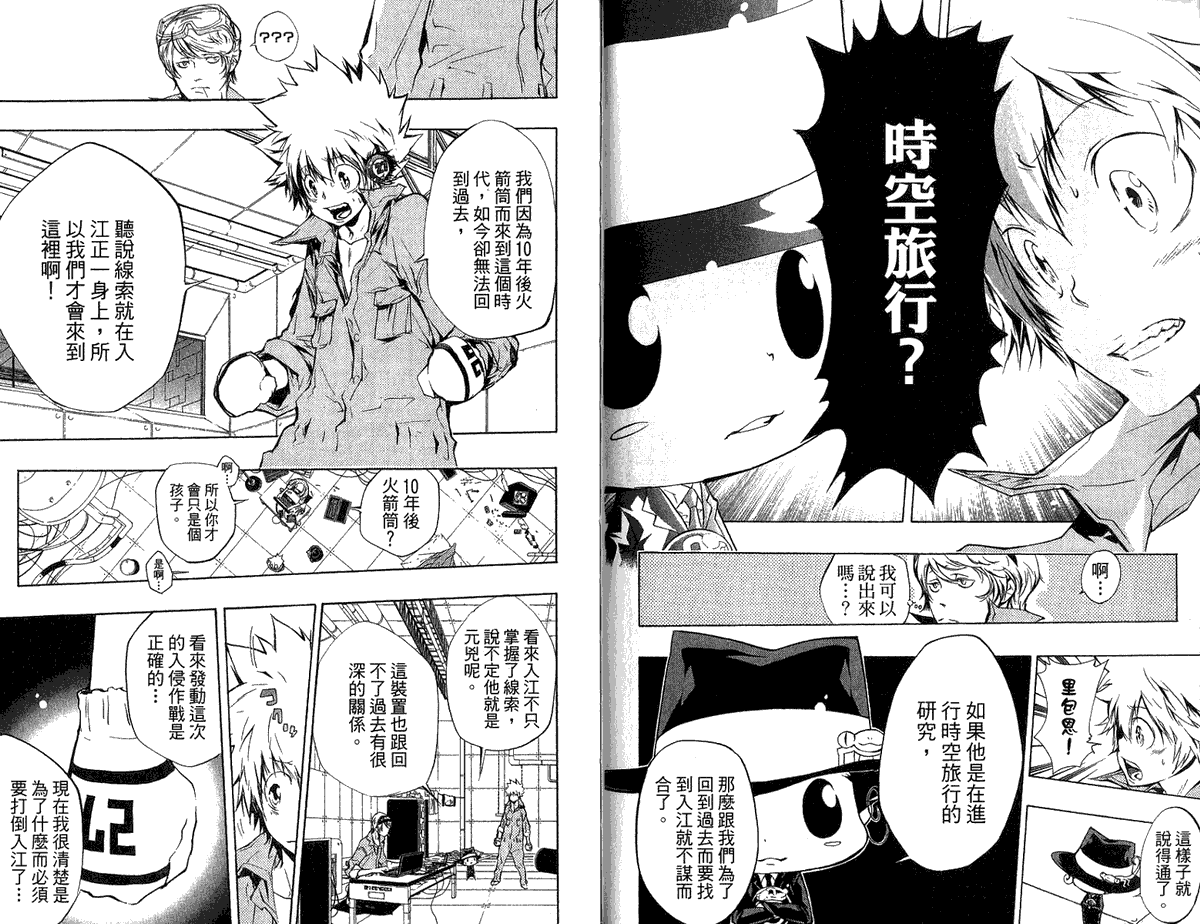 時空旅行？
啊…
我可以
說出來
嗎…？
里包恩！
這樣子就
說得通了。
如果他是在進
行時空旅行的
研究，
那麼跟我們為了
回到過去而要找
到入江就不謀而
合了。
???
我們因為10年後火
箭筒而來到這個時
代，如今卻無法回
到過去，
聽說線索就在入
江正一身上，所
以我們才會來到
這裡啊！
10年後
火箭筒？
啊…
所以你才
會只是個
孩子。
是啊…
看來入江不只
掌握了線索，
說不定他就是
元兇呢。
這裝置也跟回
不了過去有很
深的關係。
看來發動這次
的入侵作戰是
正確的…
現在我很清楚是
為了什麼而必須
要打倒入江了…